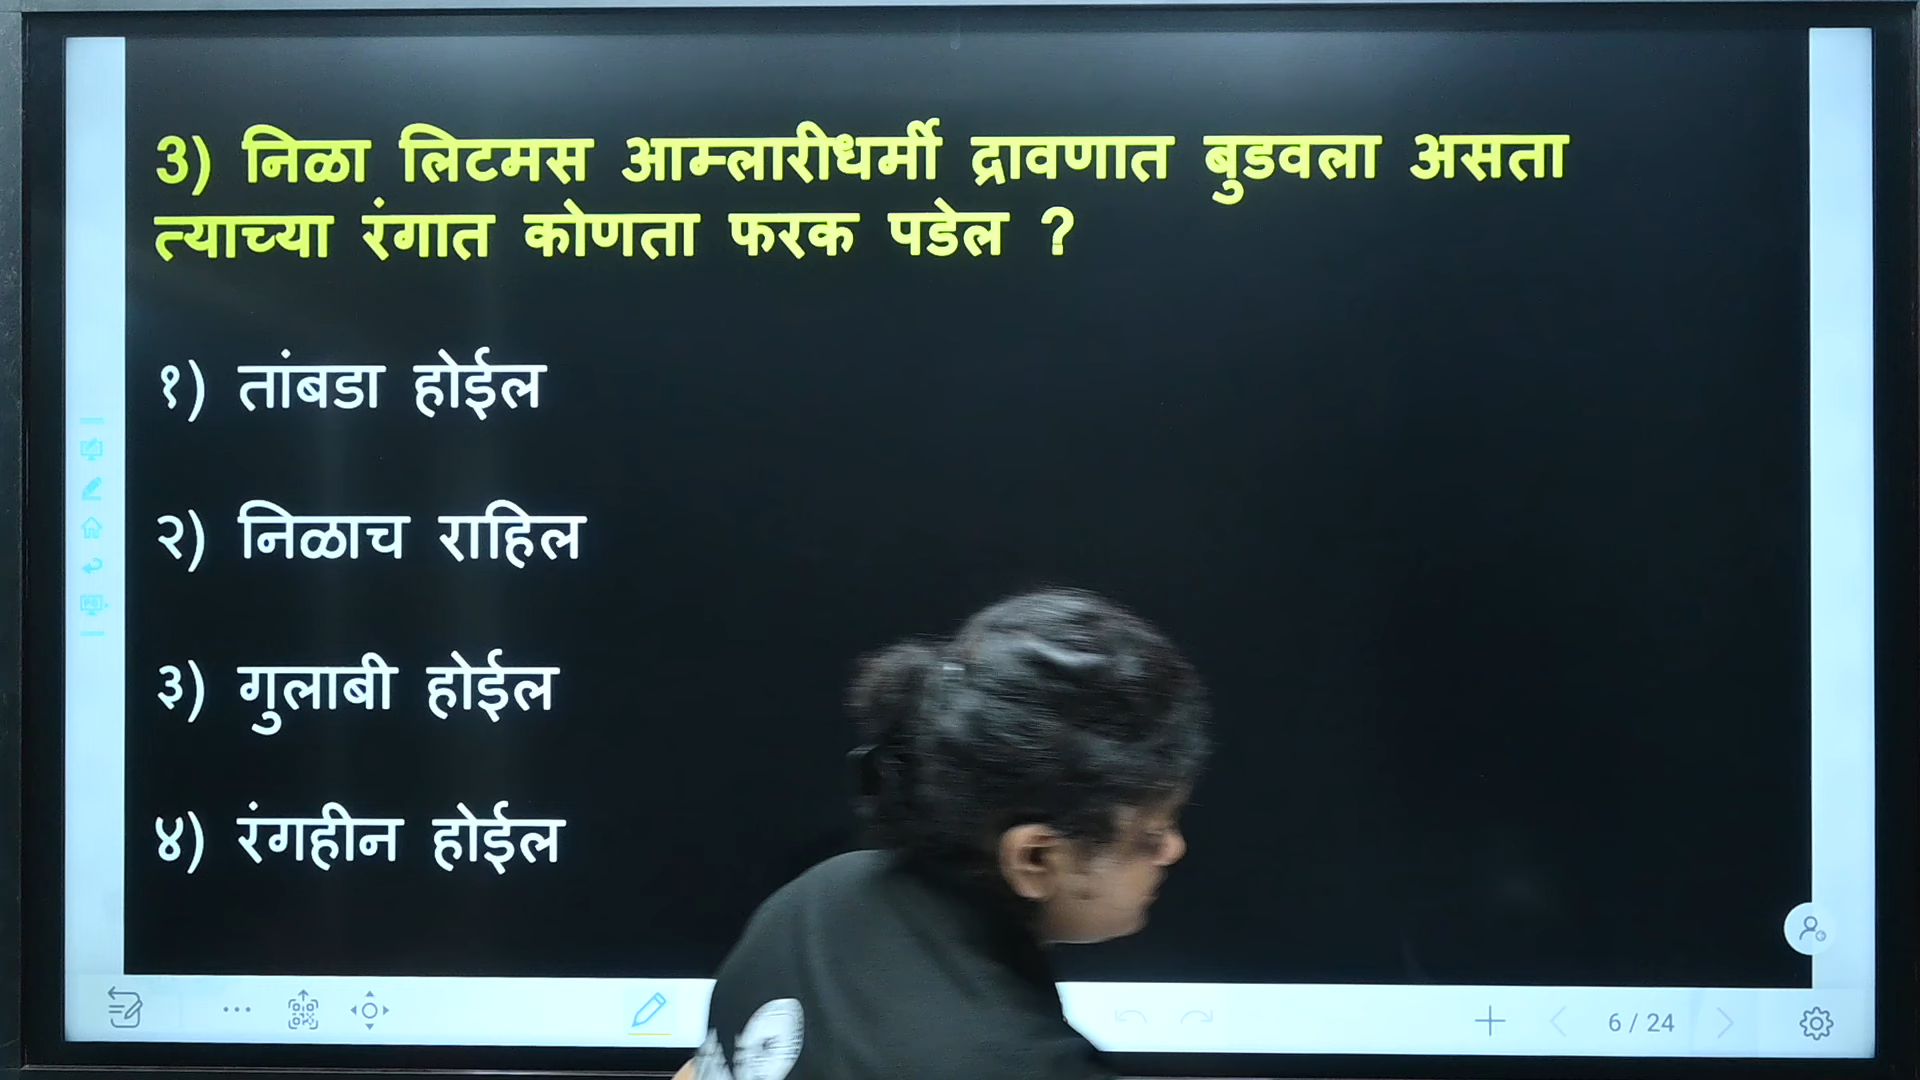 3) निळा लिटमस आम्लारीधर्मी द्रावणात बुडवला असता
त्याच्या रंगात कोणता फरक पडेल ?
१) तांबडा होईल
२) निळाच राहिल
३) गुलाबी होईल
४) रंगहीन होईल
6 / 24